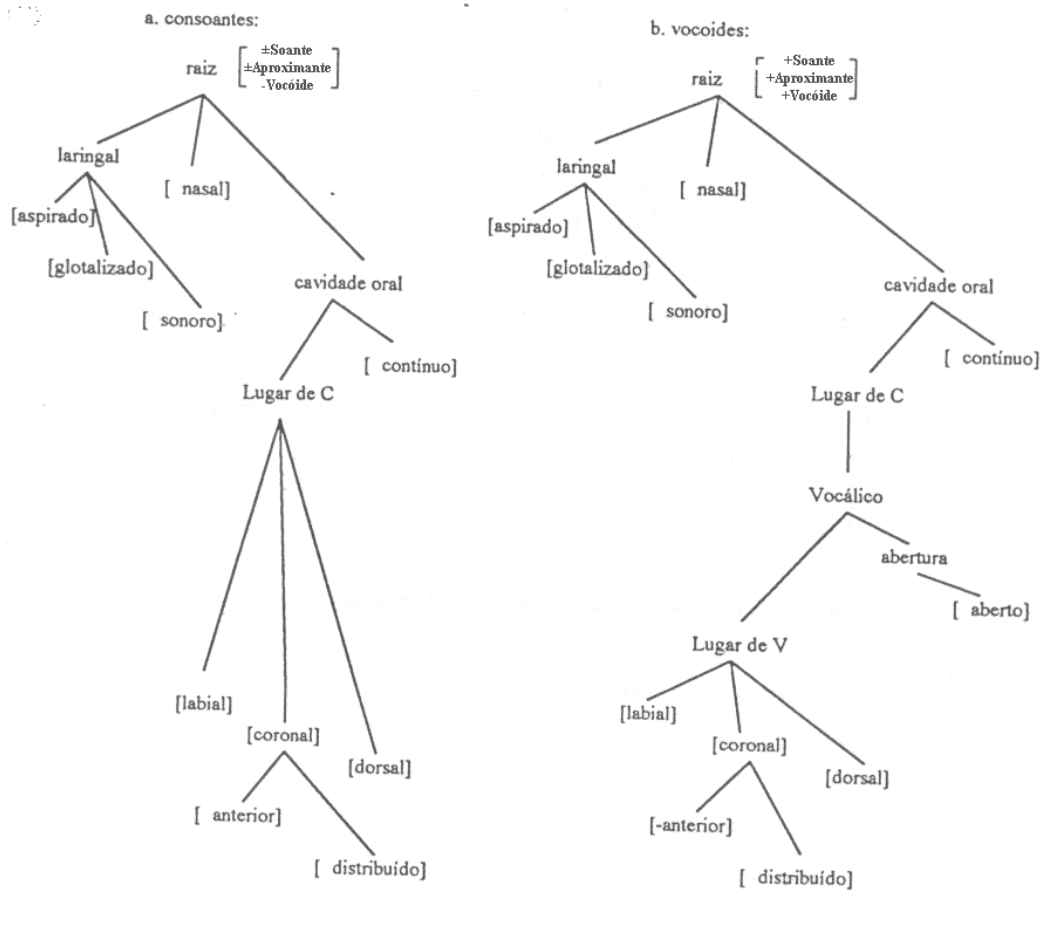 a. consoantes:
raiz
±Soante
±Aproximante
-Vocóide
laringal
[ nasal]
[aspirado]
[glotalizado]
[ sonoro]
cavidade oral
[ contínuo]
Lugar de C
[labial]
[coronal]
[dorsal]
[ anterior]
[ distribuído]
b. vocoides:
raiz
+Soante
+Aproximante
+Vocóide
laringal
[ nasal]
[aspirado]
[glotalizado]
[ sonoro]
cavidade oral
[ contínuo]
Lugar de C
Vocálico
abertura
[ aberto]
Lugar de V
[labial]
[coronal]
[dorsal]
[-anterior]
[ distribuído]